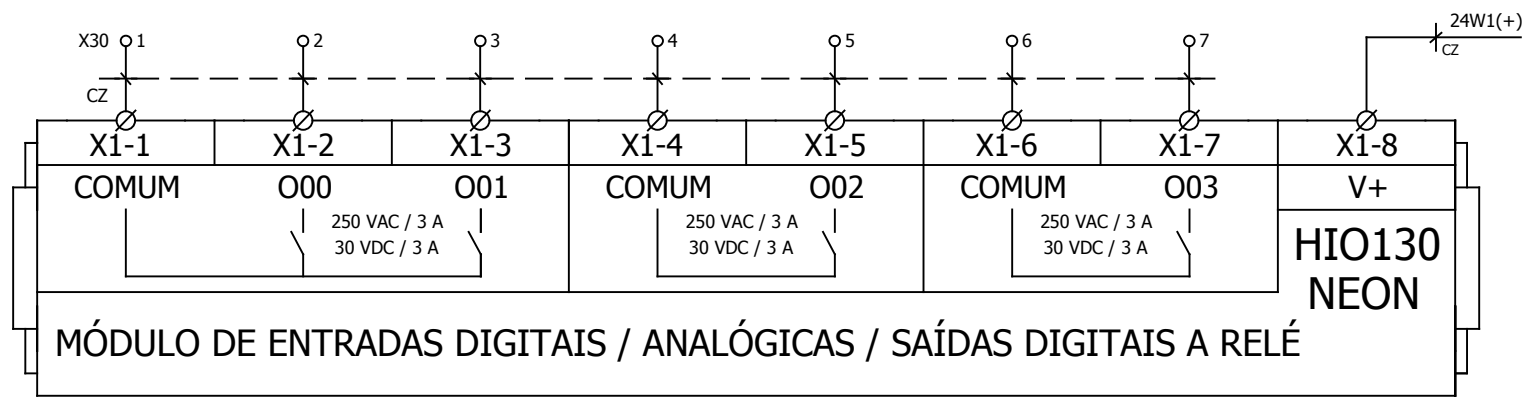 24W1(+)
X30 1 2 3 4 5 6 7
CZ
CZ
X1-1 X1-2 X1-3 X1-4 X1-5 X1-6 X1-7 X1-8
COMUM O00 O01 COMUM O02 COMUM O03 V+
250 VAC / 3 A 250 VAC / 3 A 250 VAC / 3 A
30 VDC / 3 A 30 VDC / 3 A 30 VDC / 3 A
HIO130
NEON
MÓDULO DE ENTRADAS DIGITAIS / ANALÓGICAS / SAÍDAS DIGITAIS A RELÉ